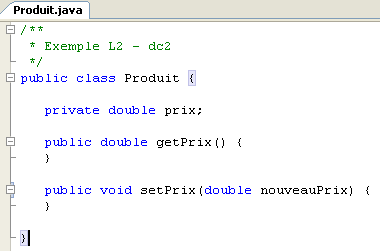 Produit.java
/**
 * Exemple L2 - dc2
 */
public class Produit {
private double prix;
public double getPrix() {
}
public void setPrix(double nouveauPrix) {
}
}